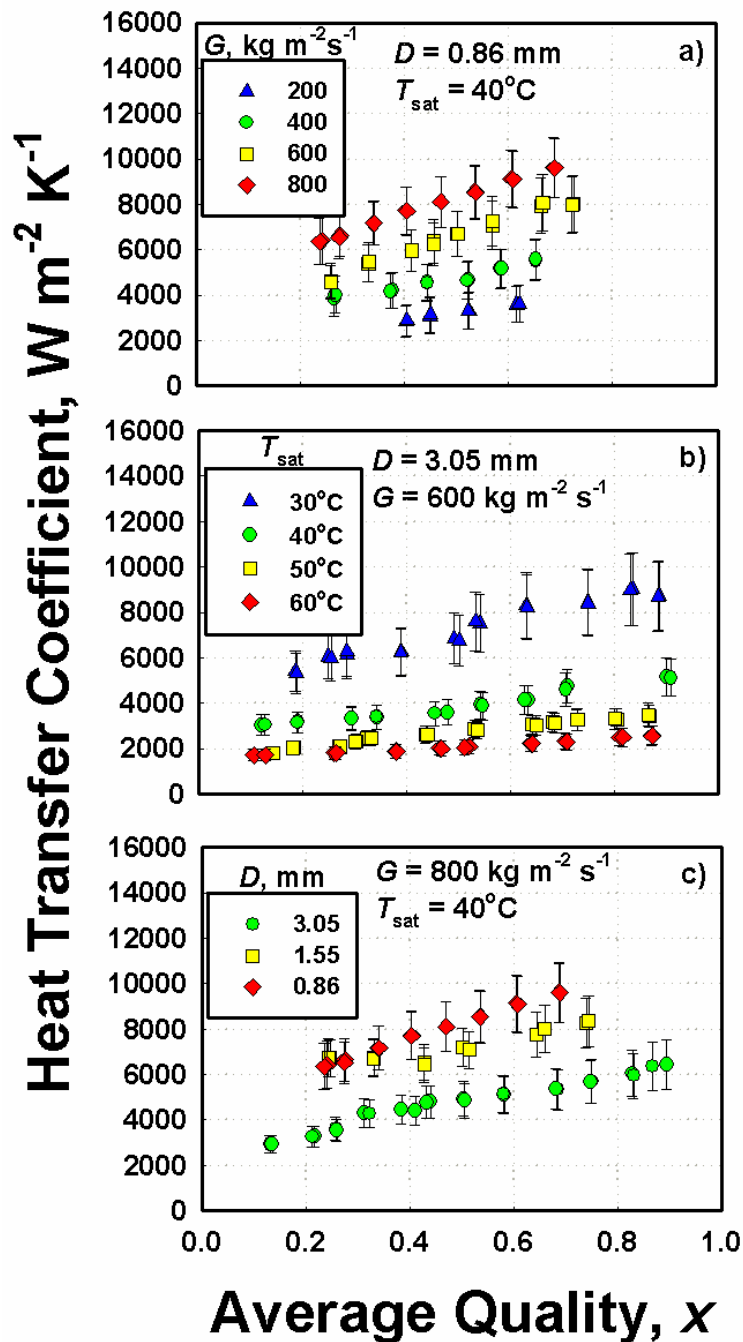 Heat Transfer Coefficient, W m⁻² K⁻¹
a)
G, kg m⁻²s⁻¹
200
400
600
800
D = 0.86 mm
T_sat = 40°C
16000
14000
12000
10000
8000
6000
4000
2000
0
b)
T_sat
30°C
40°C
50°C
60°C
D = 3.05 mm
G = 600 kg m⁻² s⁻¹
16000
14000
12000
10000
8000
6000
4000
2000
0
c)
D, mm
3.05
1.55
0.86
G = 800 kg m⁻² s⁻¹
T_sat = 40°C
16000
14000
12000
10000
8000
6000
4000
2000
0
0.0 0.2 0.4 0.6 0.8 1.0
Average Quality, x